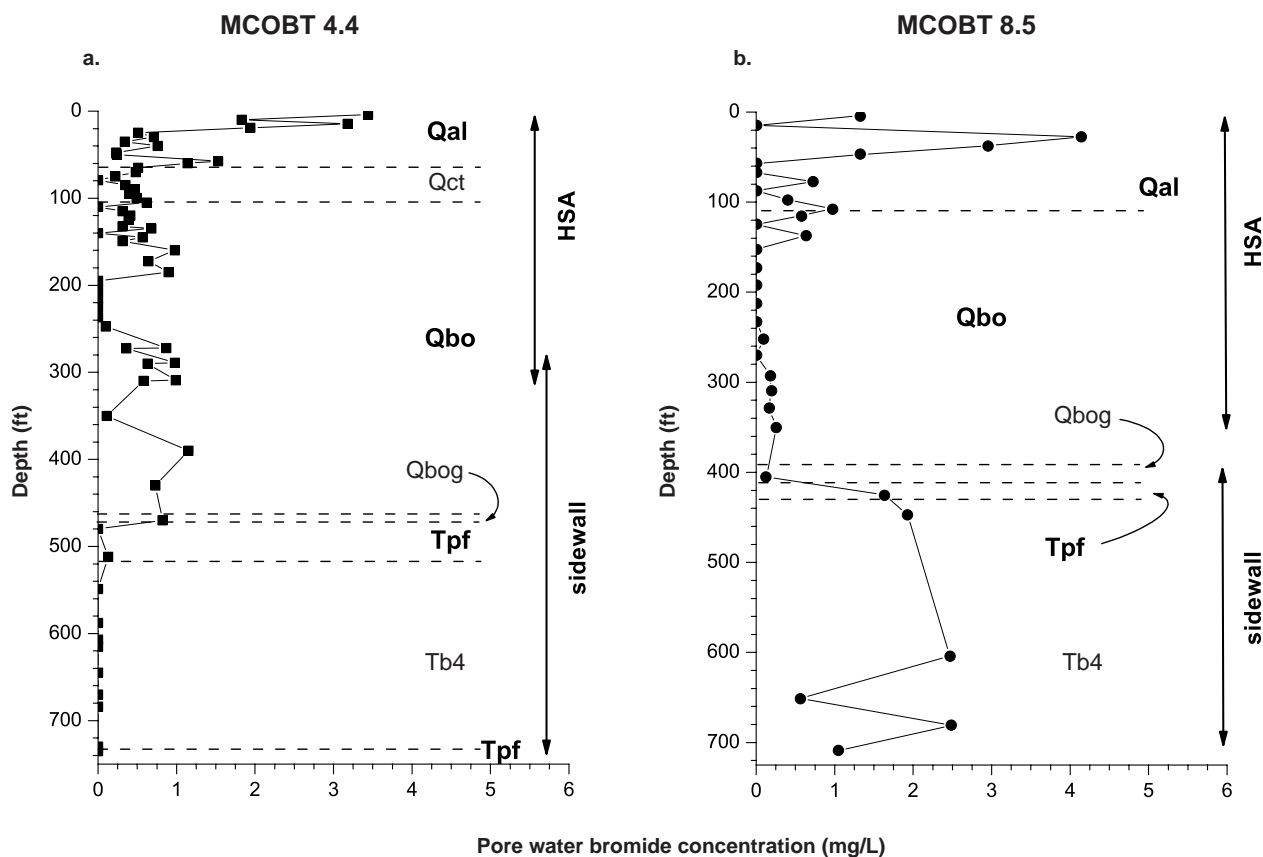 MCOBT 4.4
MCOBT 8.5
a.
b.
0
100
200
300
400
500
600
700
Depth (ft)
0
1
2
3
4
5
6
Qal
Qct
Qbo
Qbog
Tpf
Tb4
Tpf
HSA
sidewall
0
100
200
300
400
500
600
700
Depth (ft)
0
1
2
3
4
5
6
Qal
Qbo
Qbog
Tpf
Tb4
HSA
sidewall
Pore water bromide concentration (mg/L)